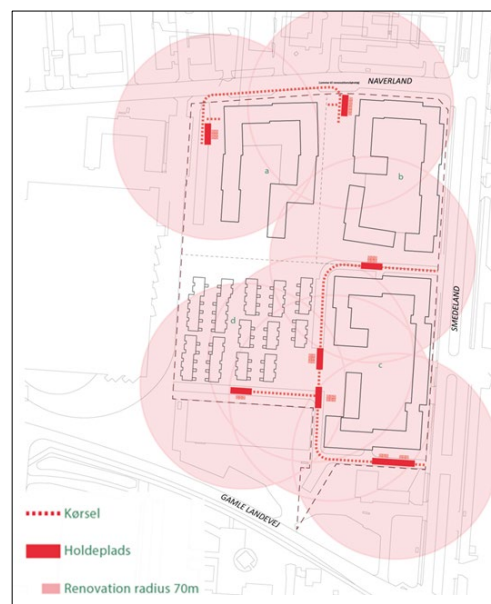 NAVERLAND
a
b
SMEDELAND
d
c
GAMLE LANDEVEJ
Kørsel
Holdeplads
Renovation radius 70m